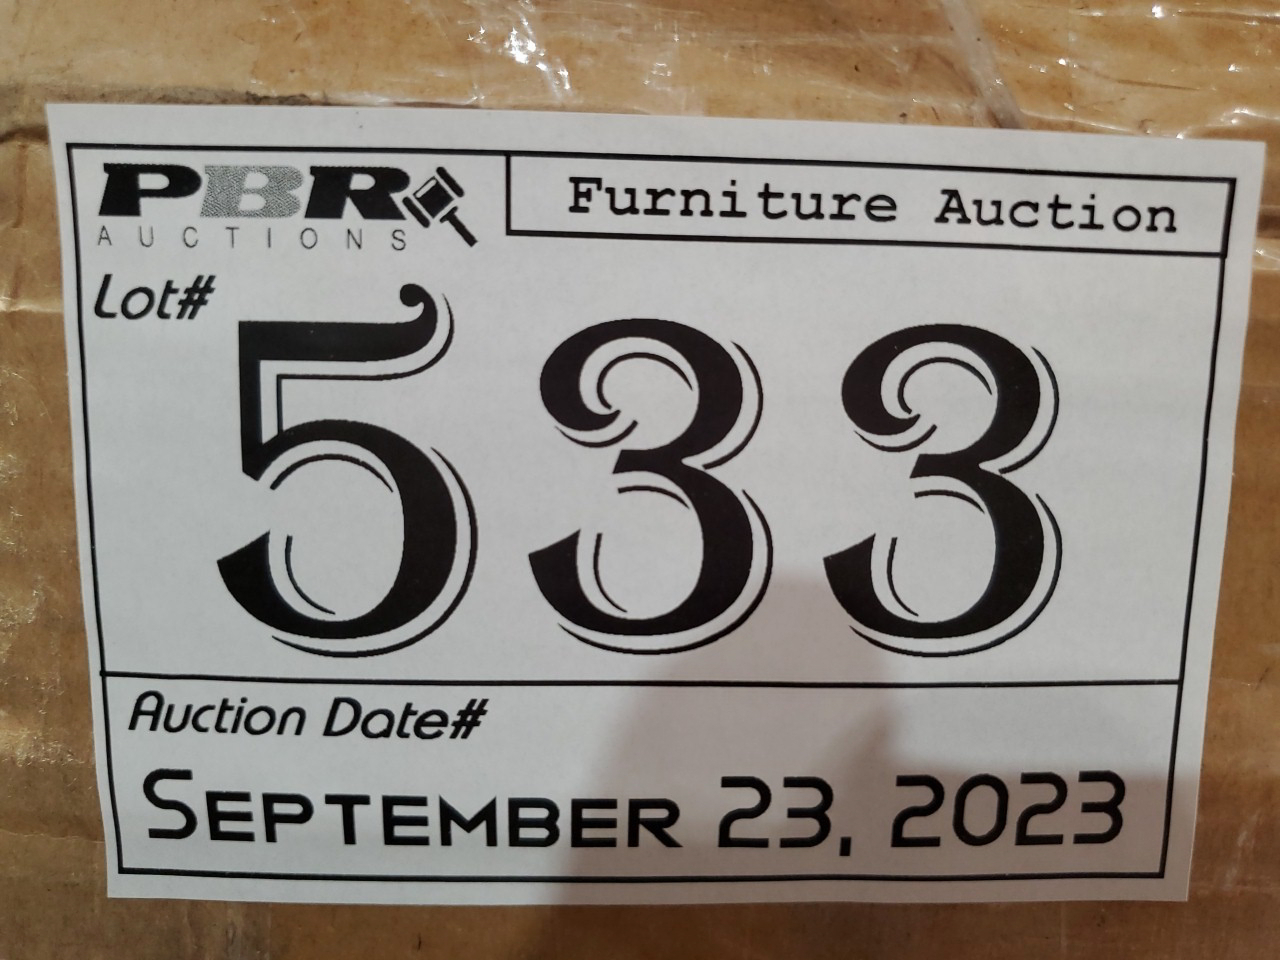 PBR
AUCTIONS
Furniture Auction
Lot#
533
Auction Date#
SEPTEMBER 23, 2023